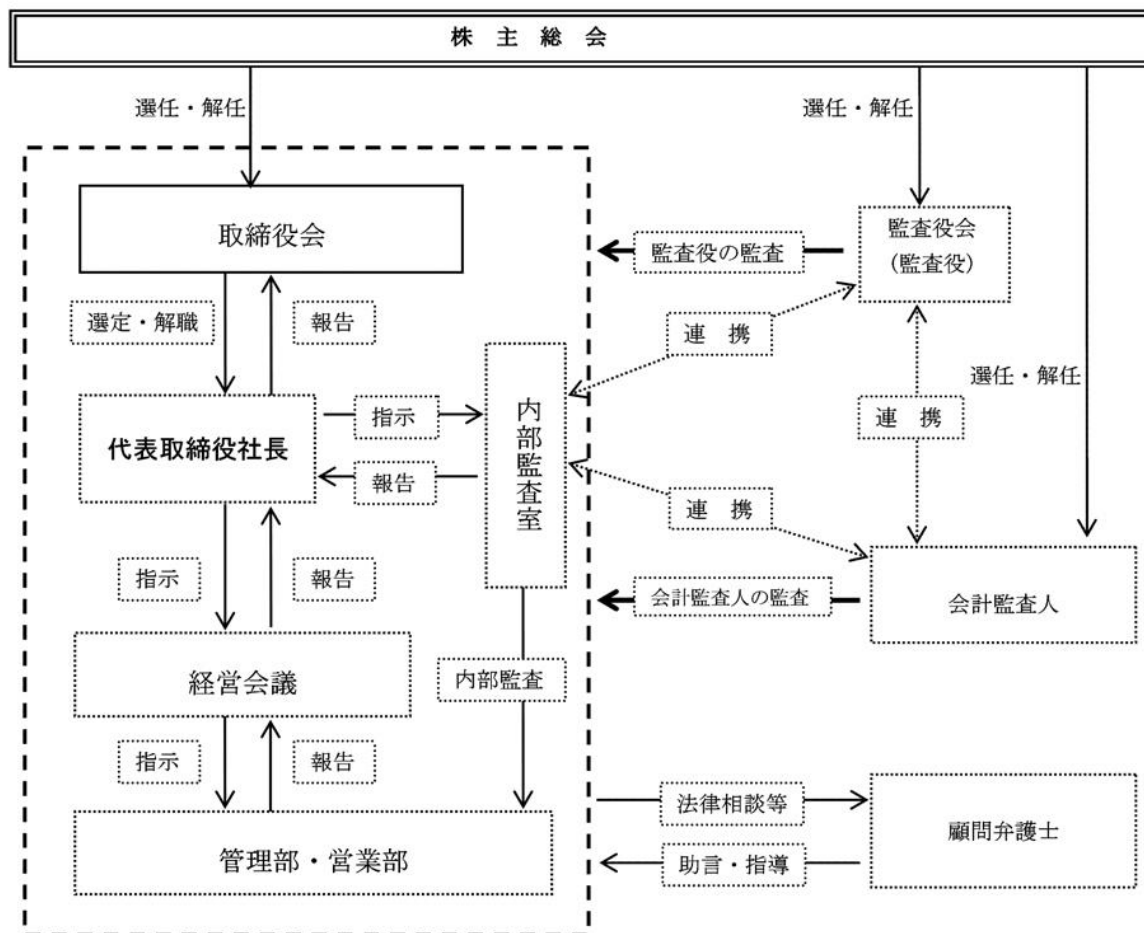 株 主 総 会
選任・解任
選任・解任
取締役会
監査役会
（監査役）
監査役の監査
選定・解職
報告
連 携
内部監査室
選任・解任
代表取締役社長
指示
連 携
報告
連 携
指示
報告
会計監査人の監査
会計監査人
経営会議
内部監査
指示
報告
法律相談等
顧問弁護士
管理部・営業部
助言・指導